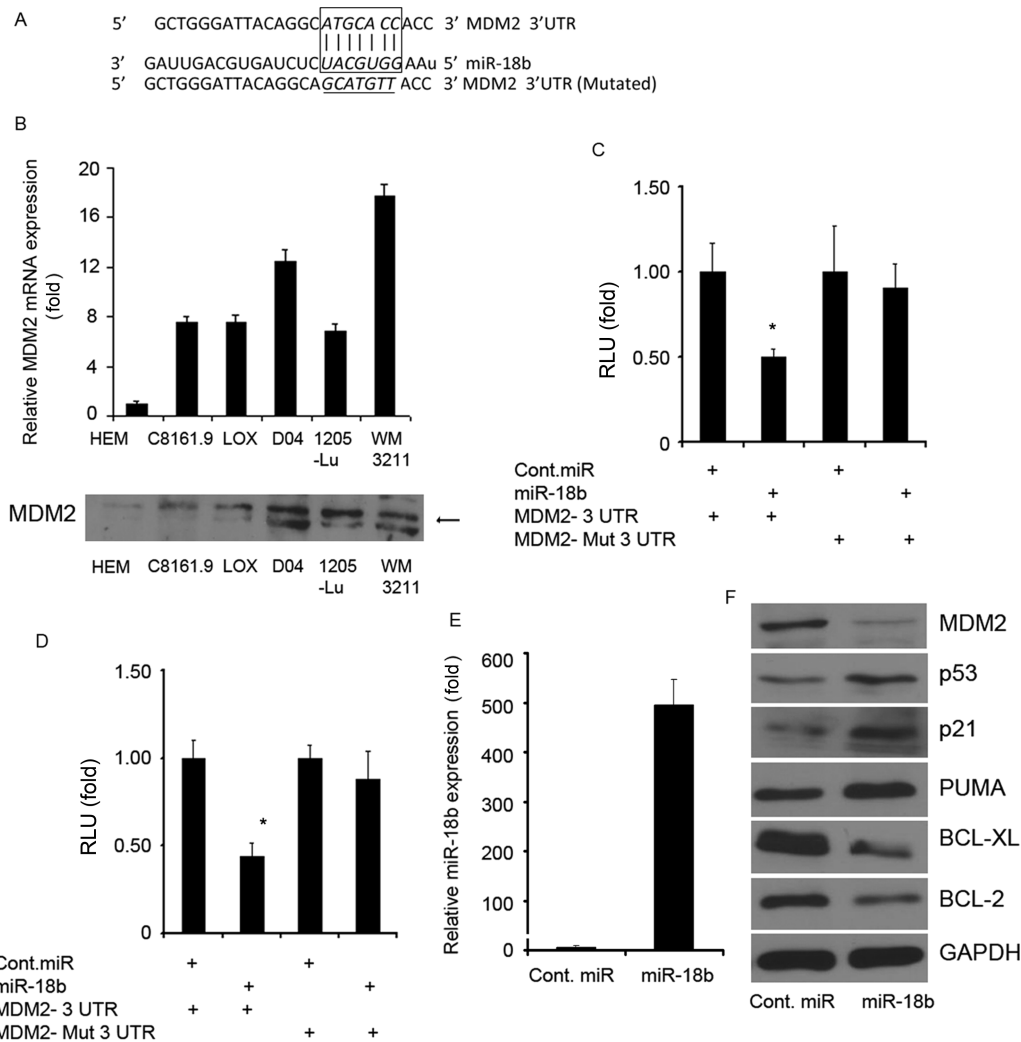 A
5’ GCTGGGATTACAGGCATGCA CCACC 3’ MDM2 3’UTR
3’ GAUUGACGUGAUCUCUACGUGGAAu 5’ miR-18b
5’ GCTGGGATTACAGGCAGCATGTT ACC 3’ MDM2 3’UTR (Mutated)
B
Relative MDM2 mRNA expression
(fold)
20
16
12
8
4
0
HEM C8161.9 LOX D04 1205 WM
-Lu 3211
MDM2
HEM C8161.9 LOX D04 1205 WM
-Lu 3211
C
RLU (fold)
1.50
1.00
0.50
0
*
Cont.miR + +
miR-18b + +
MDM2- 3 UTR + +
MDM2- Mut 3 UTR + +
D
RLU (fold)
1.50
1.00
0.50
0
*
Cont.miR + +
miR-18b + +
MDM2- 3 UTR + +
MDM2- Mut 3 UTR + +
E
Relative miR-18b expression (fold)
600
500
400
300
200
100
0
Cont. miR miR-18b
F
MDM2
p53
p21
PUMA
BCL-XL
BCL-2
GAPDH
Cont. miR miR-18b